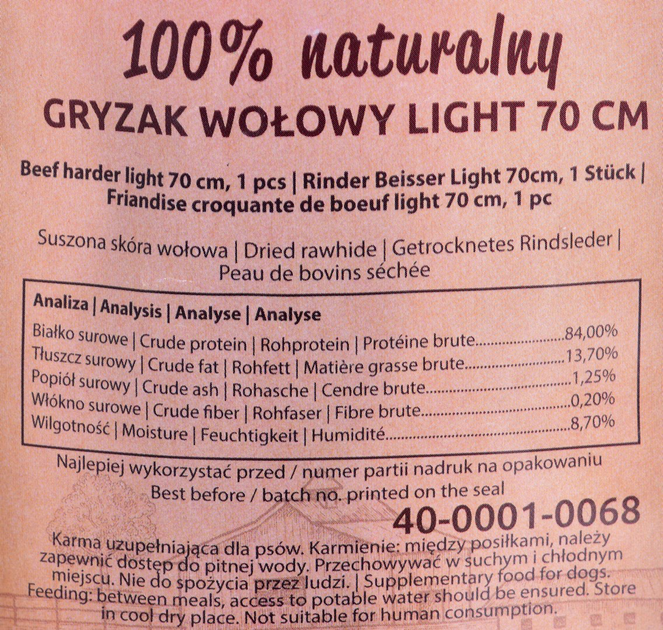 100% naturalny
GRYZAK WOŁOWY LIGHT 70 CM
Beef harder light 70 cm, 1 pcs | Rinder Beisser Light 70cm, 1 Stück |
Friandise croquante de boeuf light 70 cm, 1 pc
Suszona skóra wołowa | Dried rawhide | Getrocknetes Rindsleder |
Peau de bovins séchée
Analiza | Analysis | Analyse | Analyse
Białko surowe | Crude protein | Rohprotein | Protéine brute....................84,00%
Tłuszcz surowy | Crude fat | Rohfett | Matière grasse brute.....................13,70%
Popiół surowy | Crude ash | Rohasche | Cendre brute..............................1,25%
Włókno surowe | Crude fiber | Rohfaser | Fibre brute...............................0,20%
Wilgotność | Moisture | Feuchtigkeit | Humidité......................................8,70%
Najlepiej wykorzystać przed / numer partii nadruk na opakowaniu
Best before / batch no. printed on the seal
40-0001-0068
Karma uzupełniająca dla psów. Karmienie: między posiłkami, należy
zapewnić dostęp do pitnej wody. Przechowywać w suchym i chłodnym
miejscu. Nie do spożycia przez ludzi. | Supplementary food for dogs.
Feeding: between meals, access to potable water should be ensured. Store
in cool dry place. Not suitable for human consumption.